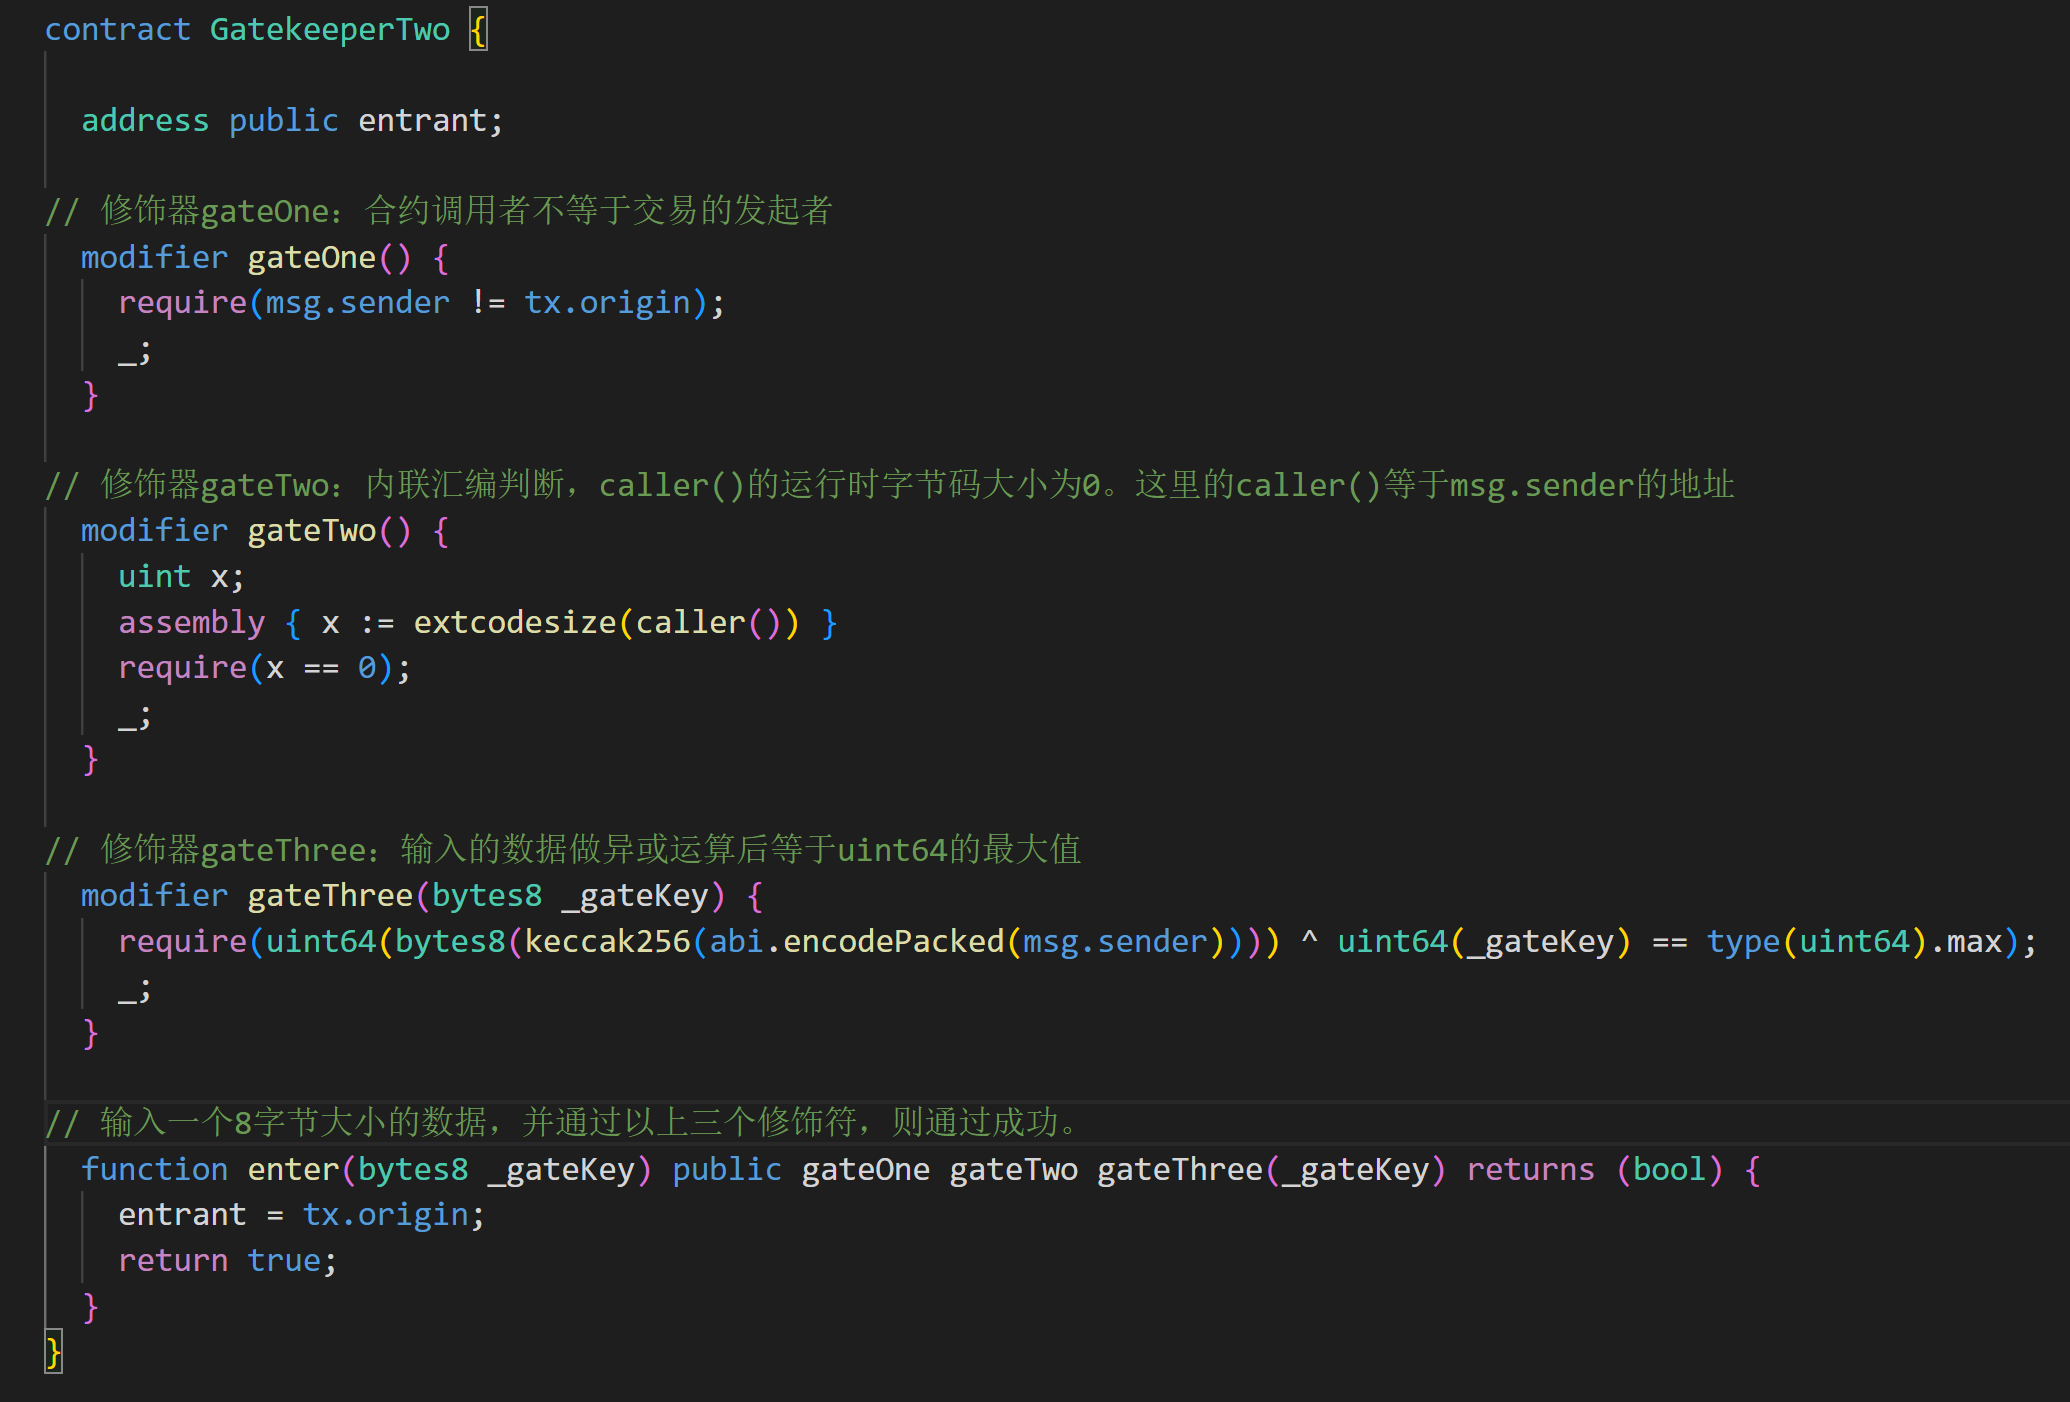 contract GatekeeperTwo {
address public entrant;
// 修饰器gateOne：合约调用者不等于交易的发起者
modifier gateOne() {
require(msg.sender != tx.origin);
_;
}
// 修饰器gateTwo：内联汇编判断，caller()的运行时字节码大小为0。这里的caller()等于msg.sender的地址
modifier gateTwo() {
uint x;
assembly { x := extcodesize(caller()) }
require(x == 0);
_;
}
// 修饰器gateThree：输入的数据做异或运算后等于uint64的最大值
modifier gateThree(bytes8 _gateKey) {
require(uint64(bytes8(keccak256(abi.encodePacked(msg.sender)))) ^ uint64(_gateKey) == type(uint64).max);
_;
}
// 输入一个8字节大小的数据，并通过以上三个修饰符，则通过成功。
function enter(bytes8 _gateKey) public gateOne gateTwo gateThree(_gateKey) returns (bool) {
entrant = tx.origin;
return true;
}
}